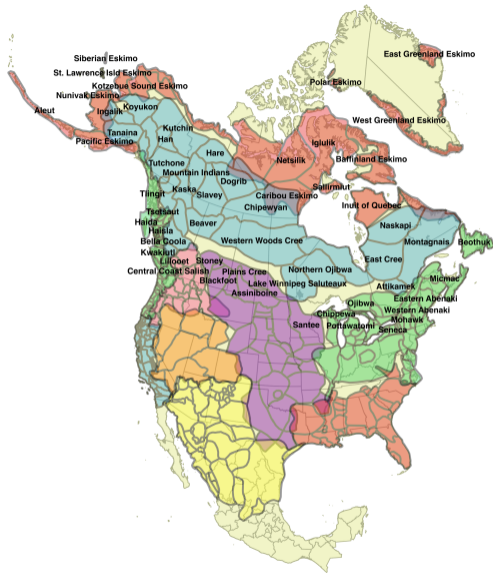 East Greenland Eskimo
Siberian Eskimo
St. Lawrence Isld Eskimo
Polar Eskimo
Kotzebue Sound Eskimo
Nunivak Eskimo
Koyukon
Aleut
Ingalik
West Greenland Eskimo
Kutchin
Tanaina
Han
Pacific Eskimo
Iglulik
Hare
Netsilik
Baffinland Eskimo
Tutchone
Mountain Indians
Dogrib
Sallirmiut
Kaska
Slavey
Caribou Eskimo
Tlingit
Inuit of Quebec
Chipewyan
Tsetsaut
Haida
Beaver
Naskapi
Haisla
Bella Coola
Western Woods Cree
Montagnais
Beothuk
Kwakiutl
Lillooet
Stoney
East Cree
Central Coast Salish
Plains Cree
Northern Ojibwa
Blackfoot
Lake Winnipeg Saluteaux
Micmac
Assiniboine
Attikamek
Eastern Abenaki
Ojibwa
Western Abenaki
Chippewa
Mohawk
Santee
Pottawatomi
Seneca